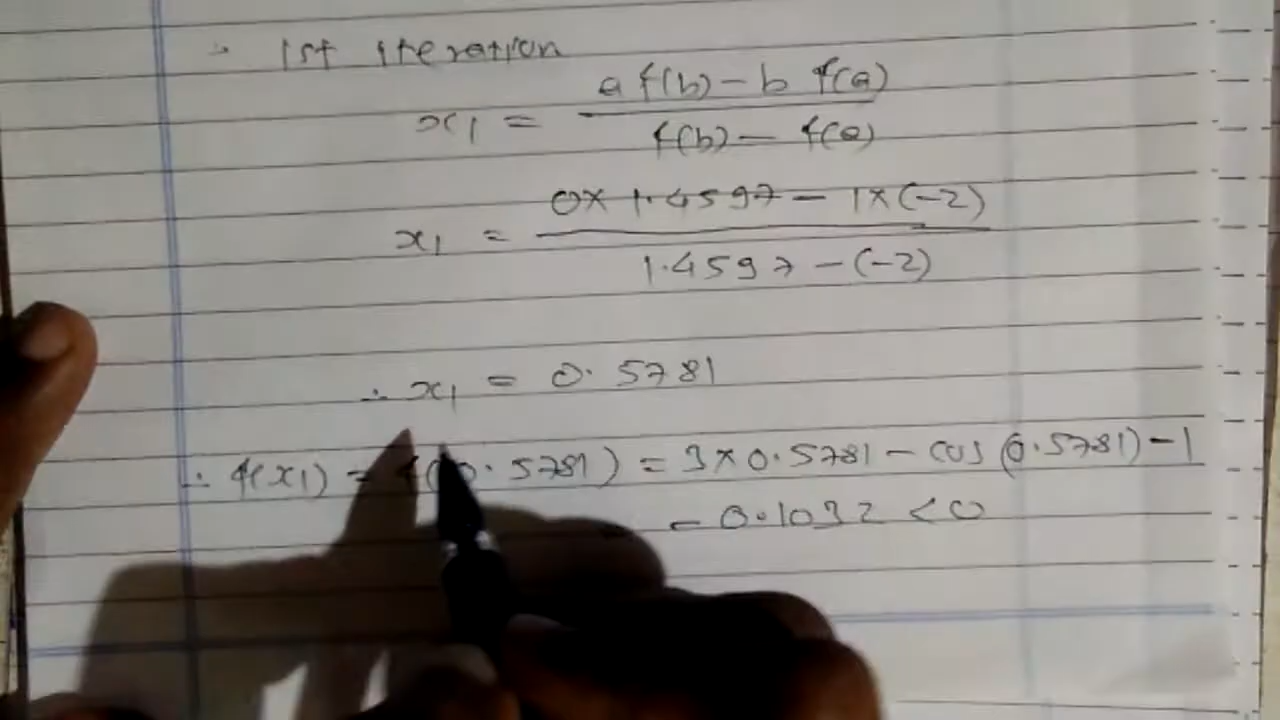 1st iteration
x1 = a f(b) - b f(a) / f(b) - f(a)
x1 = 0 × 1.4597 - 1 × (-2) / 1.4597 - (-2)
∴ x1 = 0.5781
∴ f(x1) = f(0.5781) = 3 × 0.5781 - cos (0.5781) - 1
- 0.1032 < 0